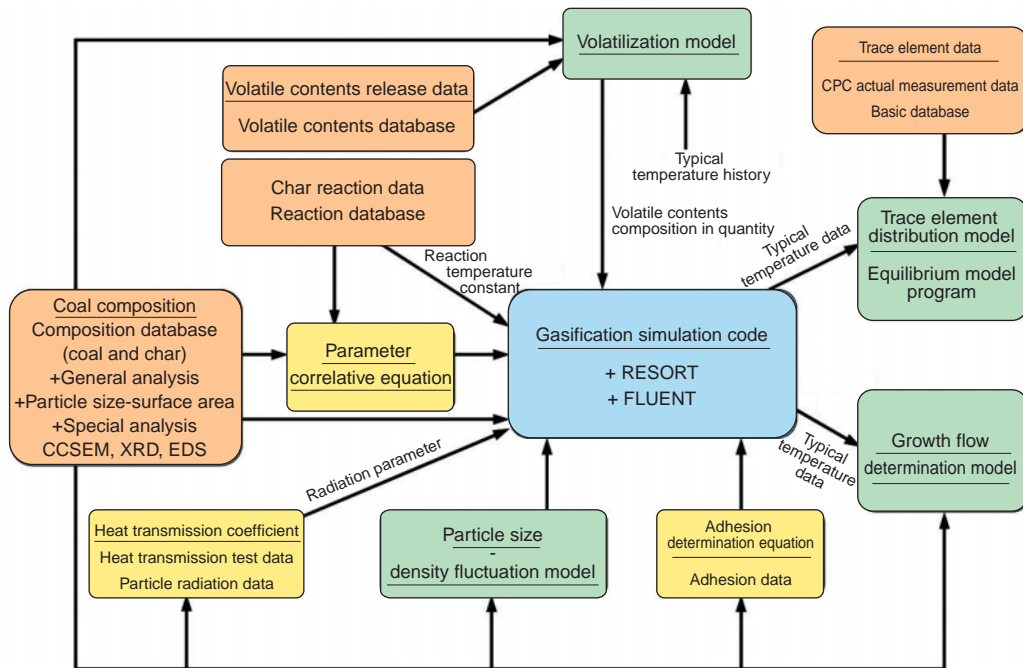 Volatilization model
Trace element data
CPC actual measurement data
Basic database
Volatile contents release data
Volatile contents database
Typical
temperature history
Char reaction data
Reaction database
Volatile contents
composition in quantity
Typical
temperature data
Trace element
distribution model
Equilibrium model
program
Reaction
temperature
constant
Coal composition
Composition database
(coal and char)
+General analysis
+Particle size-surface area
+Special analysis
CCSEM, XRD, EDS
Parameter
correlative equation
Gasification simulation code
+ RESORT
+ FLUENT
Typical
temperature
data
Growth flow
determination model
Radiation parameter
Heat transmission coefficient
Heat transmission test data
Particle radiation data
Particle size
-
density fluctuation model
Adhesion
determination equation
Adhesion data